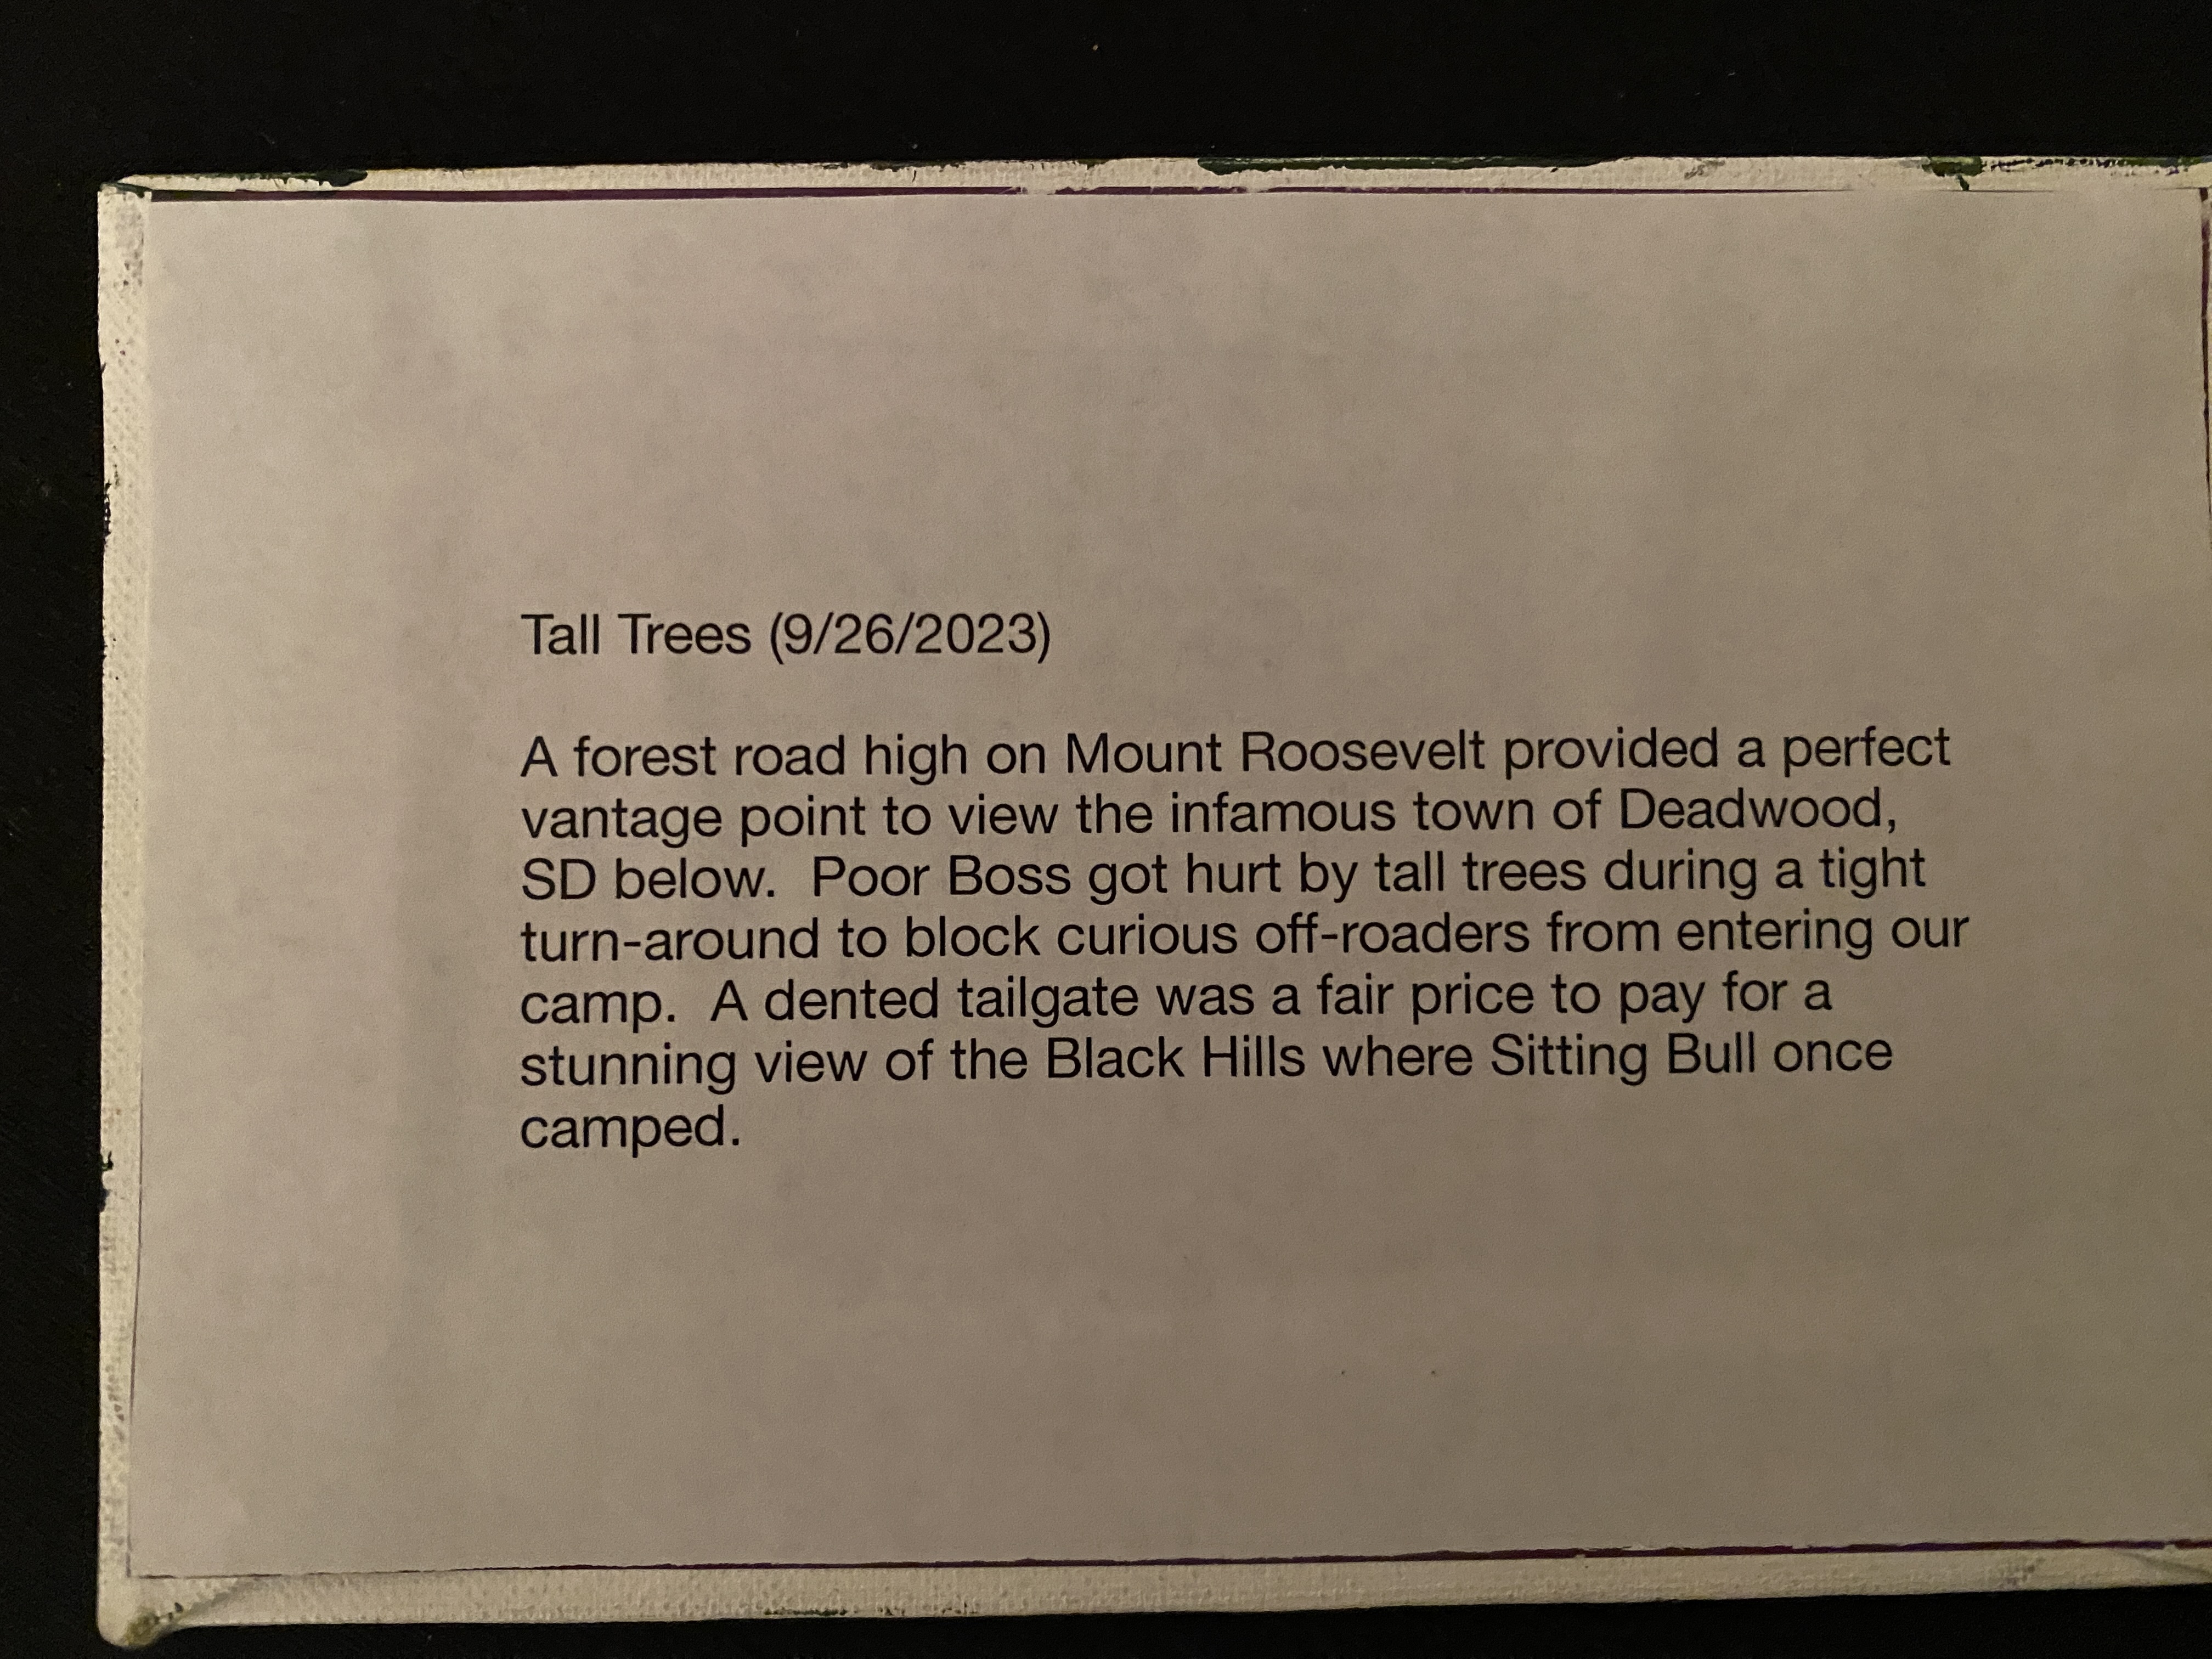 Tall Trees (9/26/2023)
A forest road high on Mount Roosevelt provided a perfect
vantage point to view the infamous town of Deadwood,
SD below.  Poor Boss got hurt by tall trees during a tight
turn-around to block curious off-roaders from entering our
camp.  A dented tailgate was a fair price to pay for a
stunning view of the Black Hills where Sitting Bull once
camped.